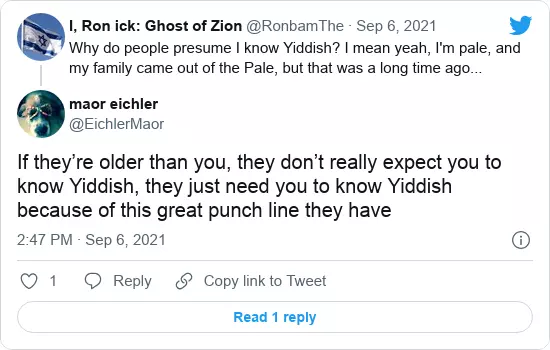 I, Ron ick: Ghost of Zion @RonbamThe · Sep 6, 2021
Why do people presume I know Yiddish? I mean yeah, I'm pale, and
my family came out of the Pale, but that was a long time ago...
maor eichler
@EichlerMaor
If they’re older than you, they don’t really expect you to
know Yiddish, they just need you to know Yiddish
because of this great punch line they have
2:47 PM · Sep 6, 2021
1 Reply Copy link to Tweet
Read 1 reply